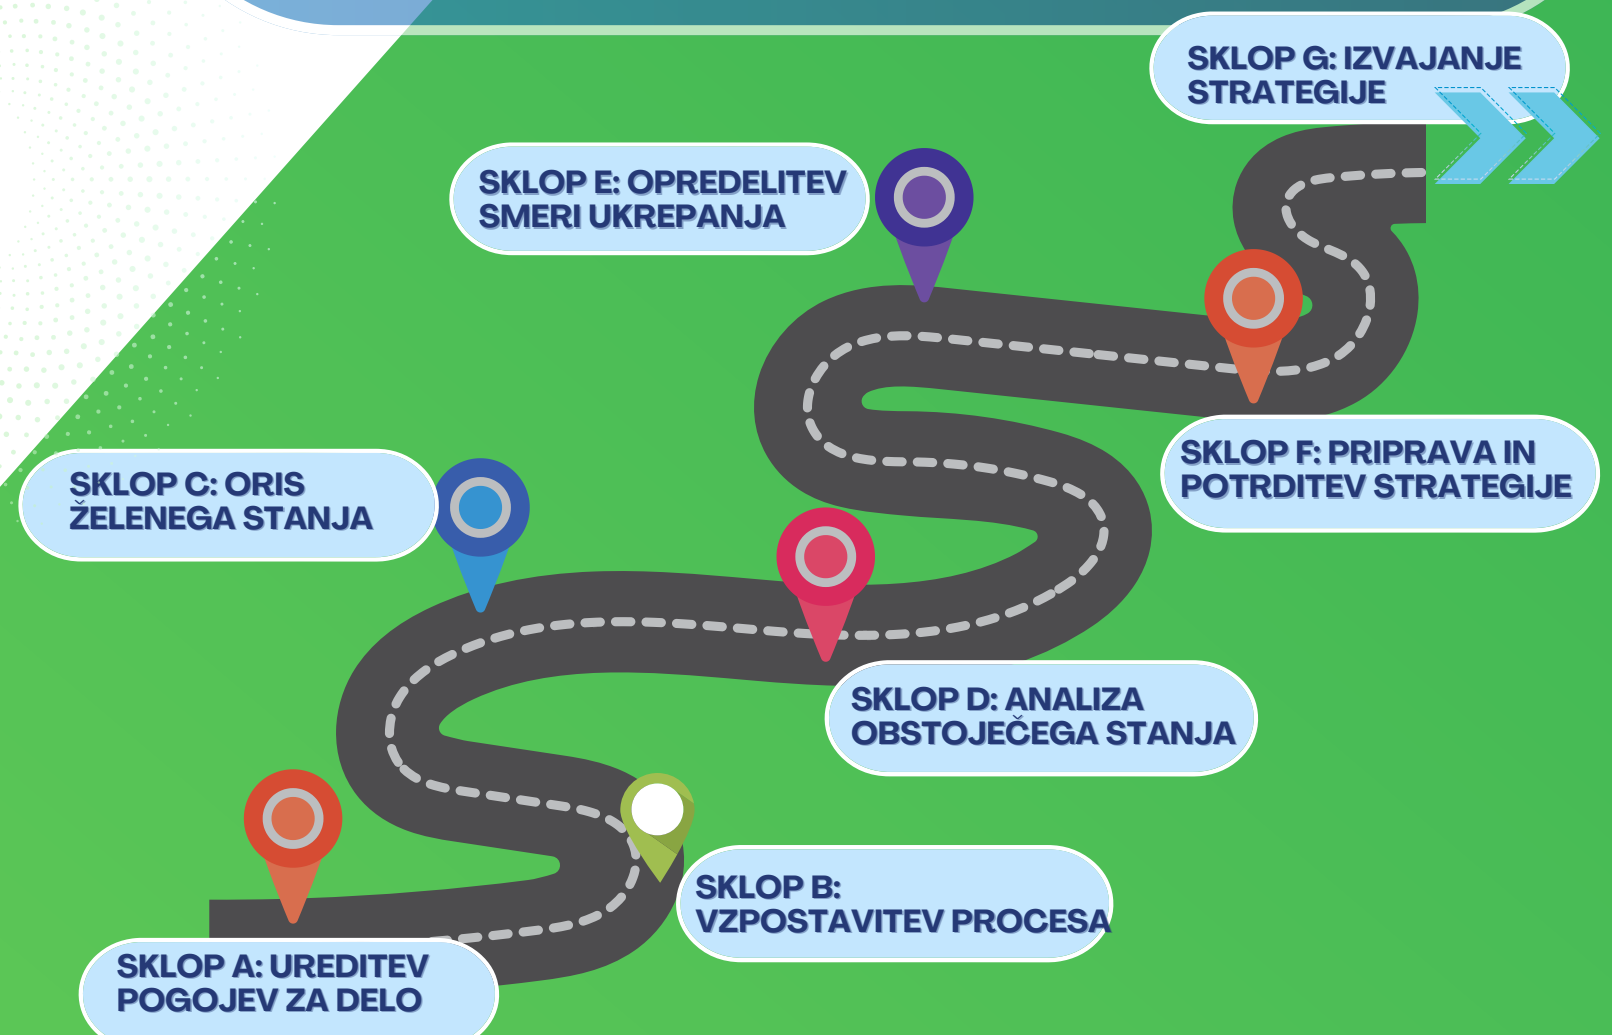 SKLOP G: IZVAJANJE
STRATEGIJE
SKLOP E: OPREDELITEV
SMERI UKREPANJA
SKLOP F: PRIPRAVA IN
POTRDITEV STRATEGIJE
SKLOP C: ORIS
ŽELENEGA STANJA
SKLOP D: ANALIZA
OBSTOJEČEGA STANJA
SKLOP B:
VZPOSTAVITEV PROCESA
SKLOP A: UREDITEV
POGOJEV ZA DELO